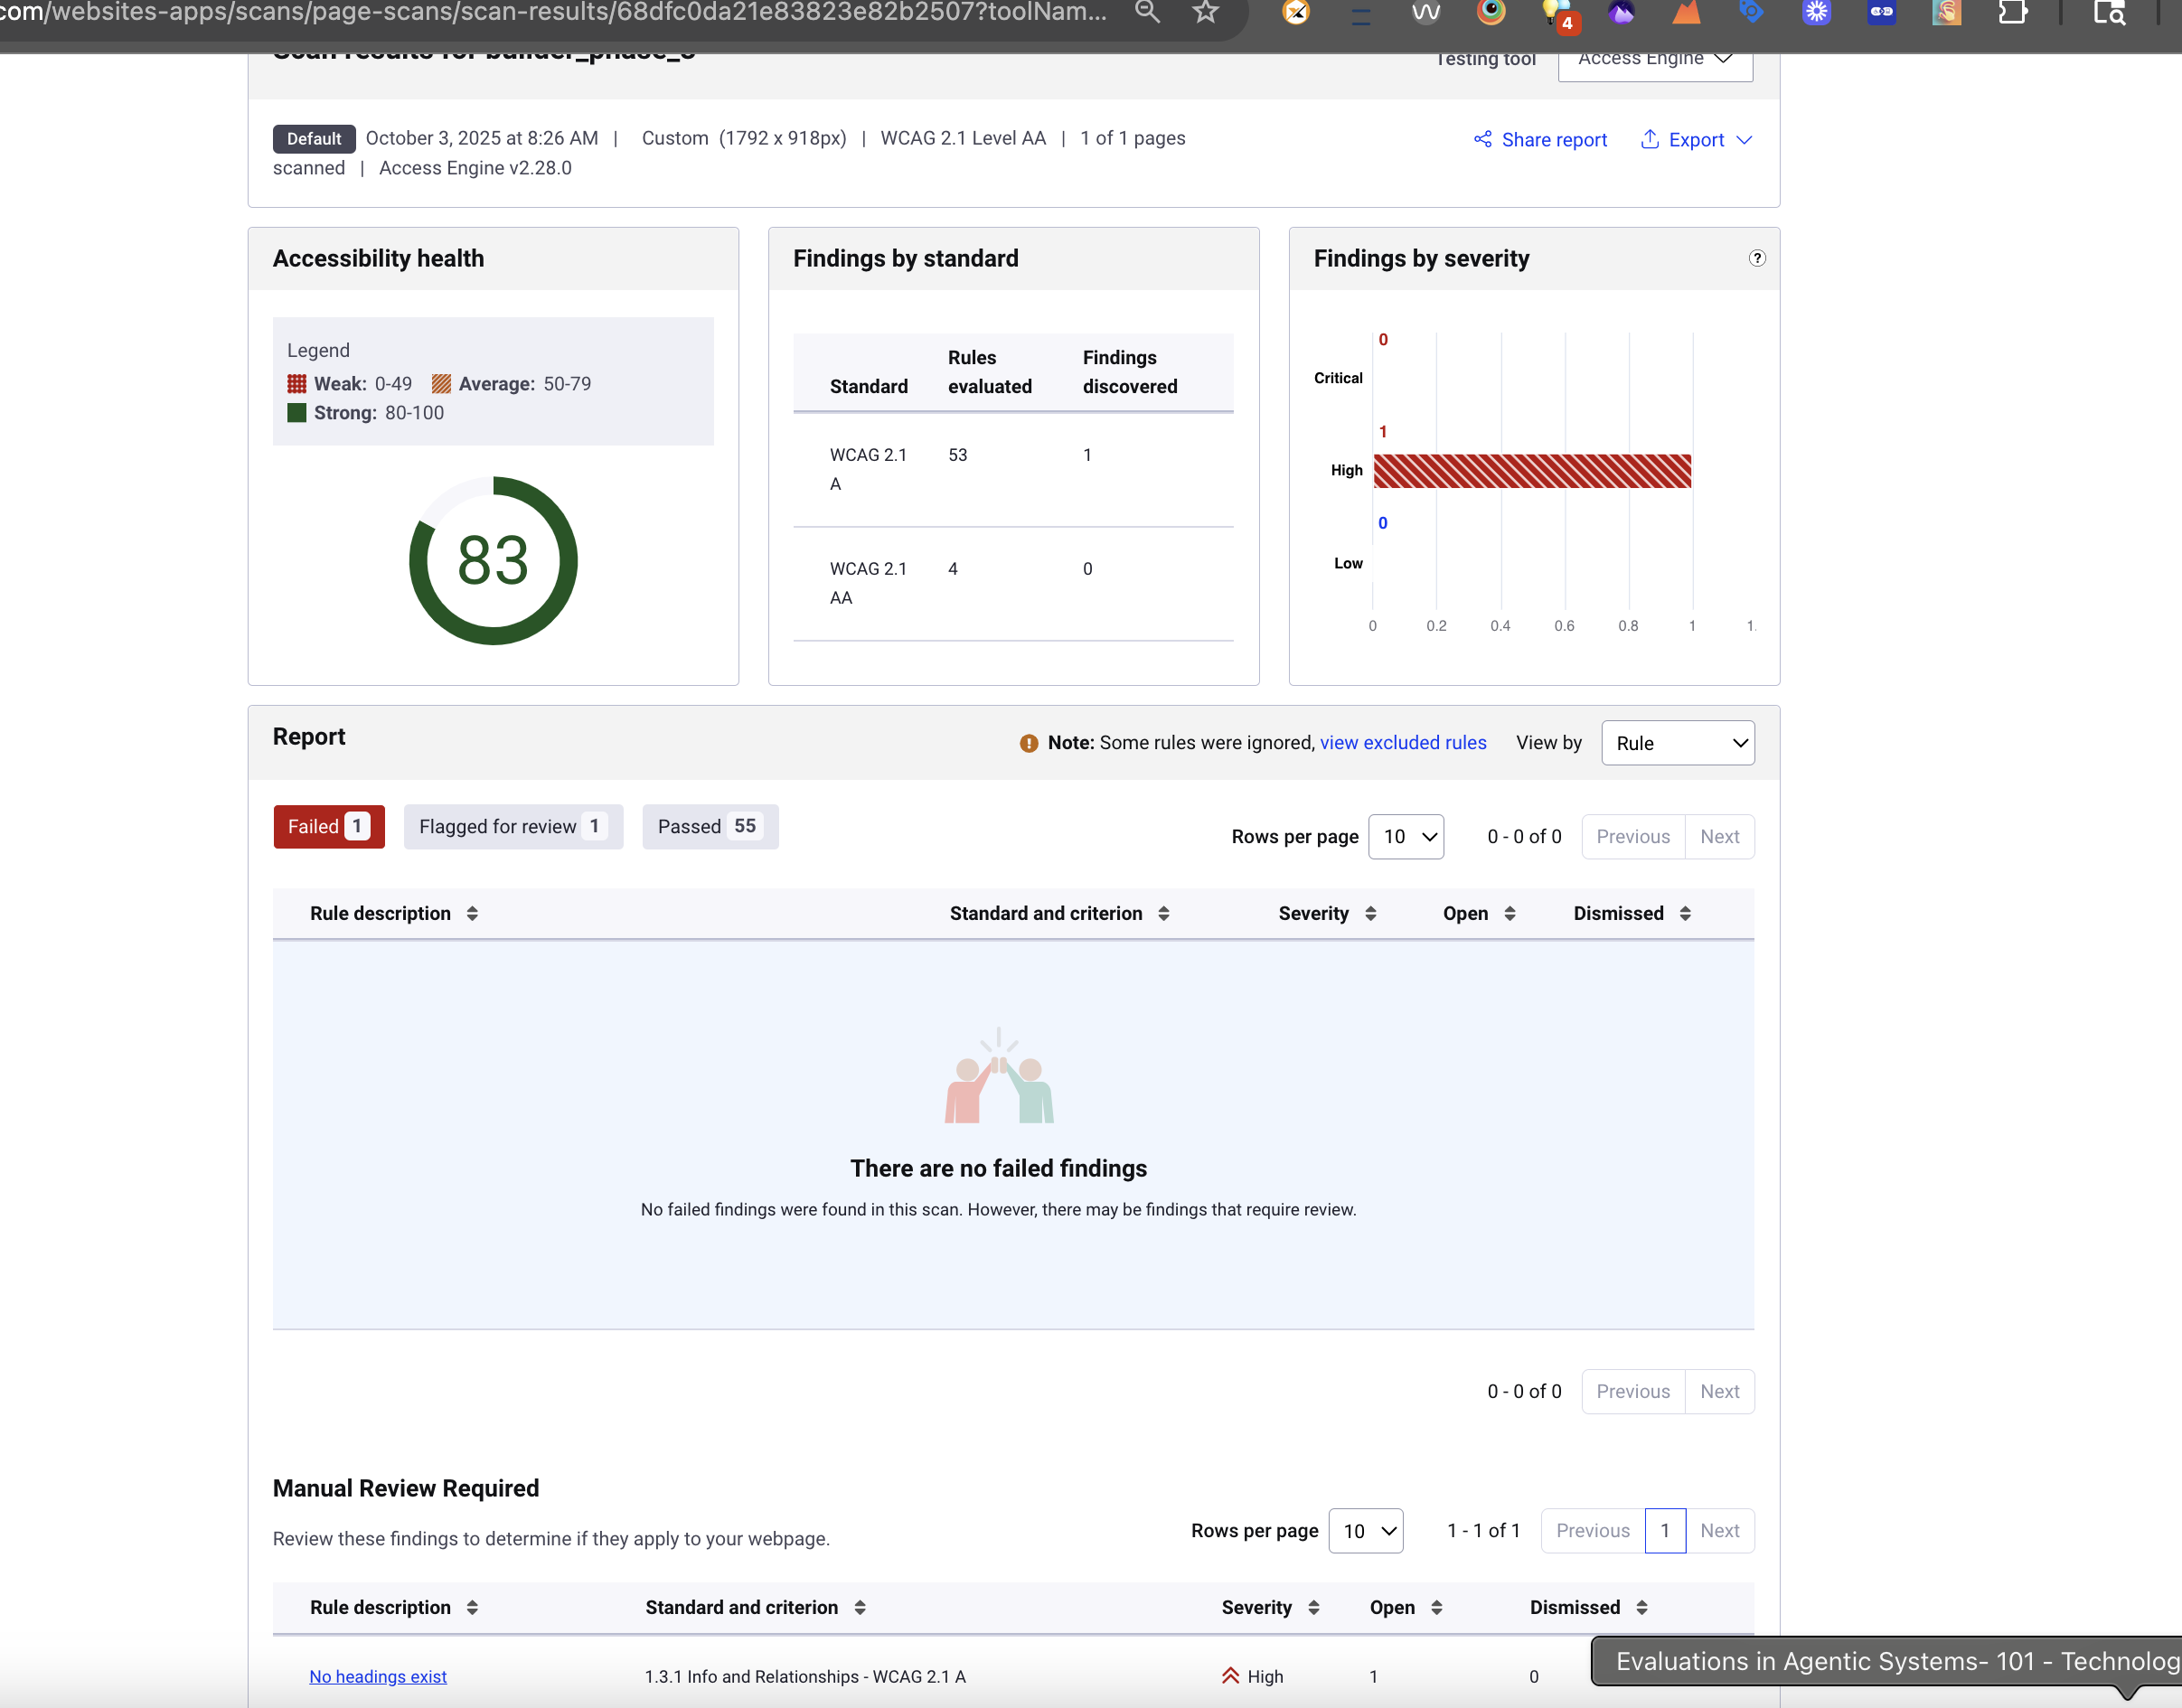 com/websites-apps/scans/page-scans/scan-results/68dfc0da21e83823e82b2507?toolNam...
4
Scan results for builder_phase_
Testing tool
Access Engine
Default October 3, 2025 at 8:26 AM | Custom (1792 x 918px) | WCAG 2.1 Level AA | 1 of 1 pages
scanned | Access Engine v2.28.0
Share report
Export
Accessibility health
Legend
Weak: 0-49 Average: 50-79
Strong: 80-100
83
Findings by standard
Standard Rules evaluated Findings discovered
WCAG 2.1 A 53 1
WCAG 2.1 AA 4 0
Findings by severity
?
0
Critical
1
High
0
Low
0 0.2 0.4 0.6 0.8 1 1.
Report
Note: Some rules were ignored, view excluded rules
View by Rule
Failed 1 Flagged for review 1 Passed 55
Rows per page 10 0 - 0 of 0 Previous Next
Rule description Standard and criterion Severity Open Dismissed
There are no failed findings
No failed findings were found in this scan. However, there may be findings that require review.
0 - 0 of 0 Previous Next
Manual Review Required
Review these findings to determine if they apply to your webpage.
Rows per page 10 1 - 1 of 1 Previous 1 Next
Rule description Standard and criterion Severity Open Dismissed
No headings exist 1.3.1 Info and Relationships - WCAG 2.1 A High 1 0
Evaluations in Agentic Systems- 101 - Technolog